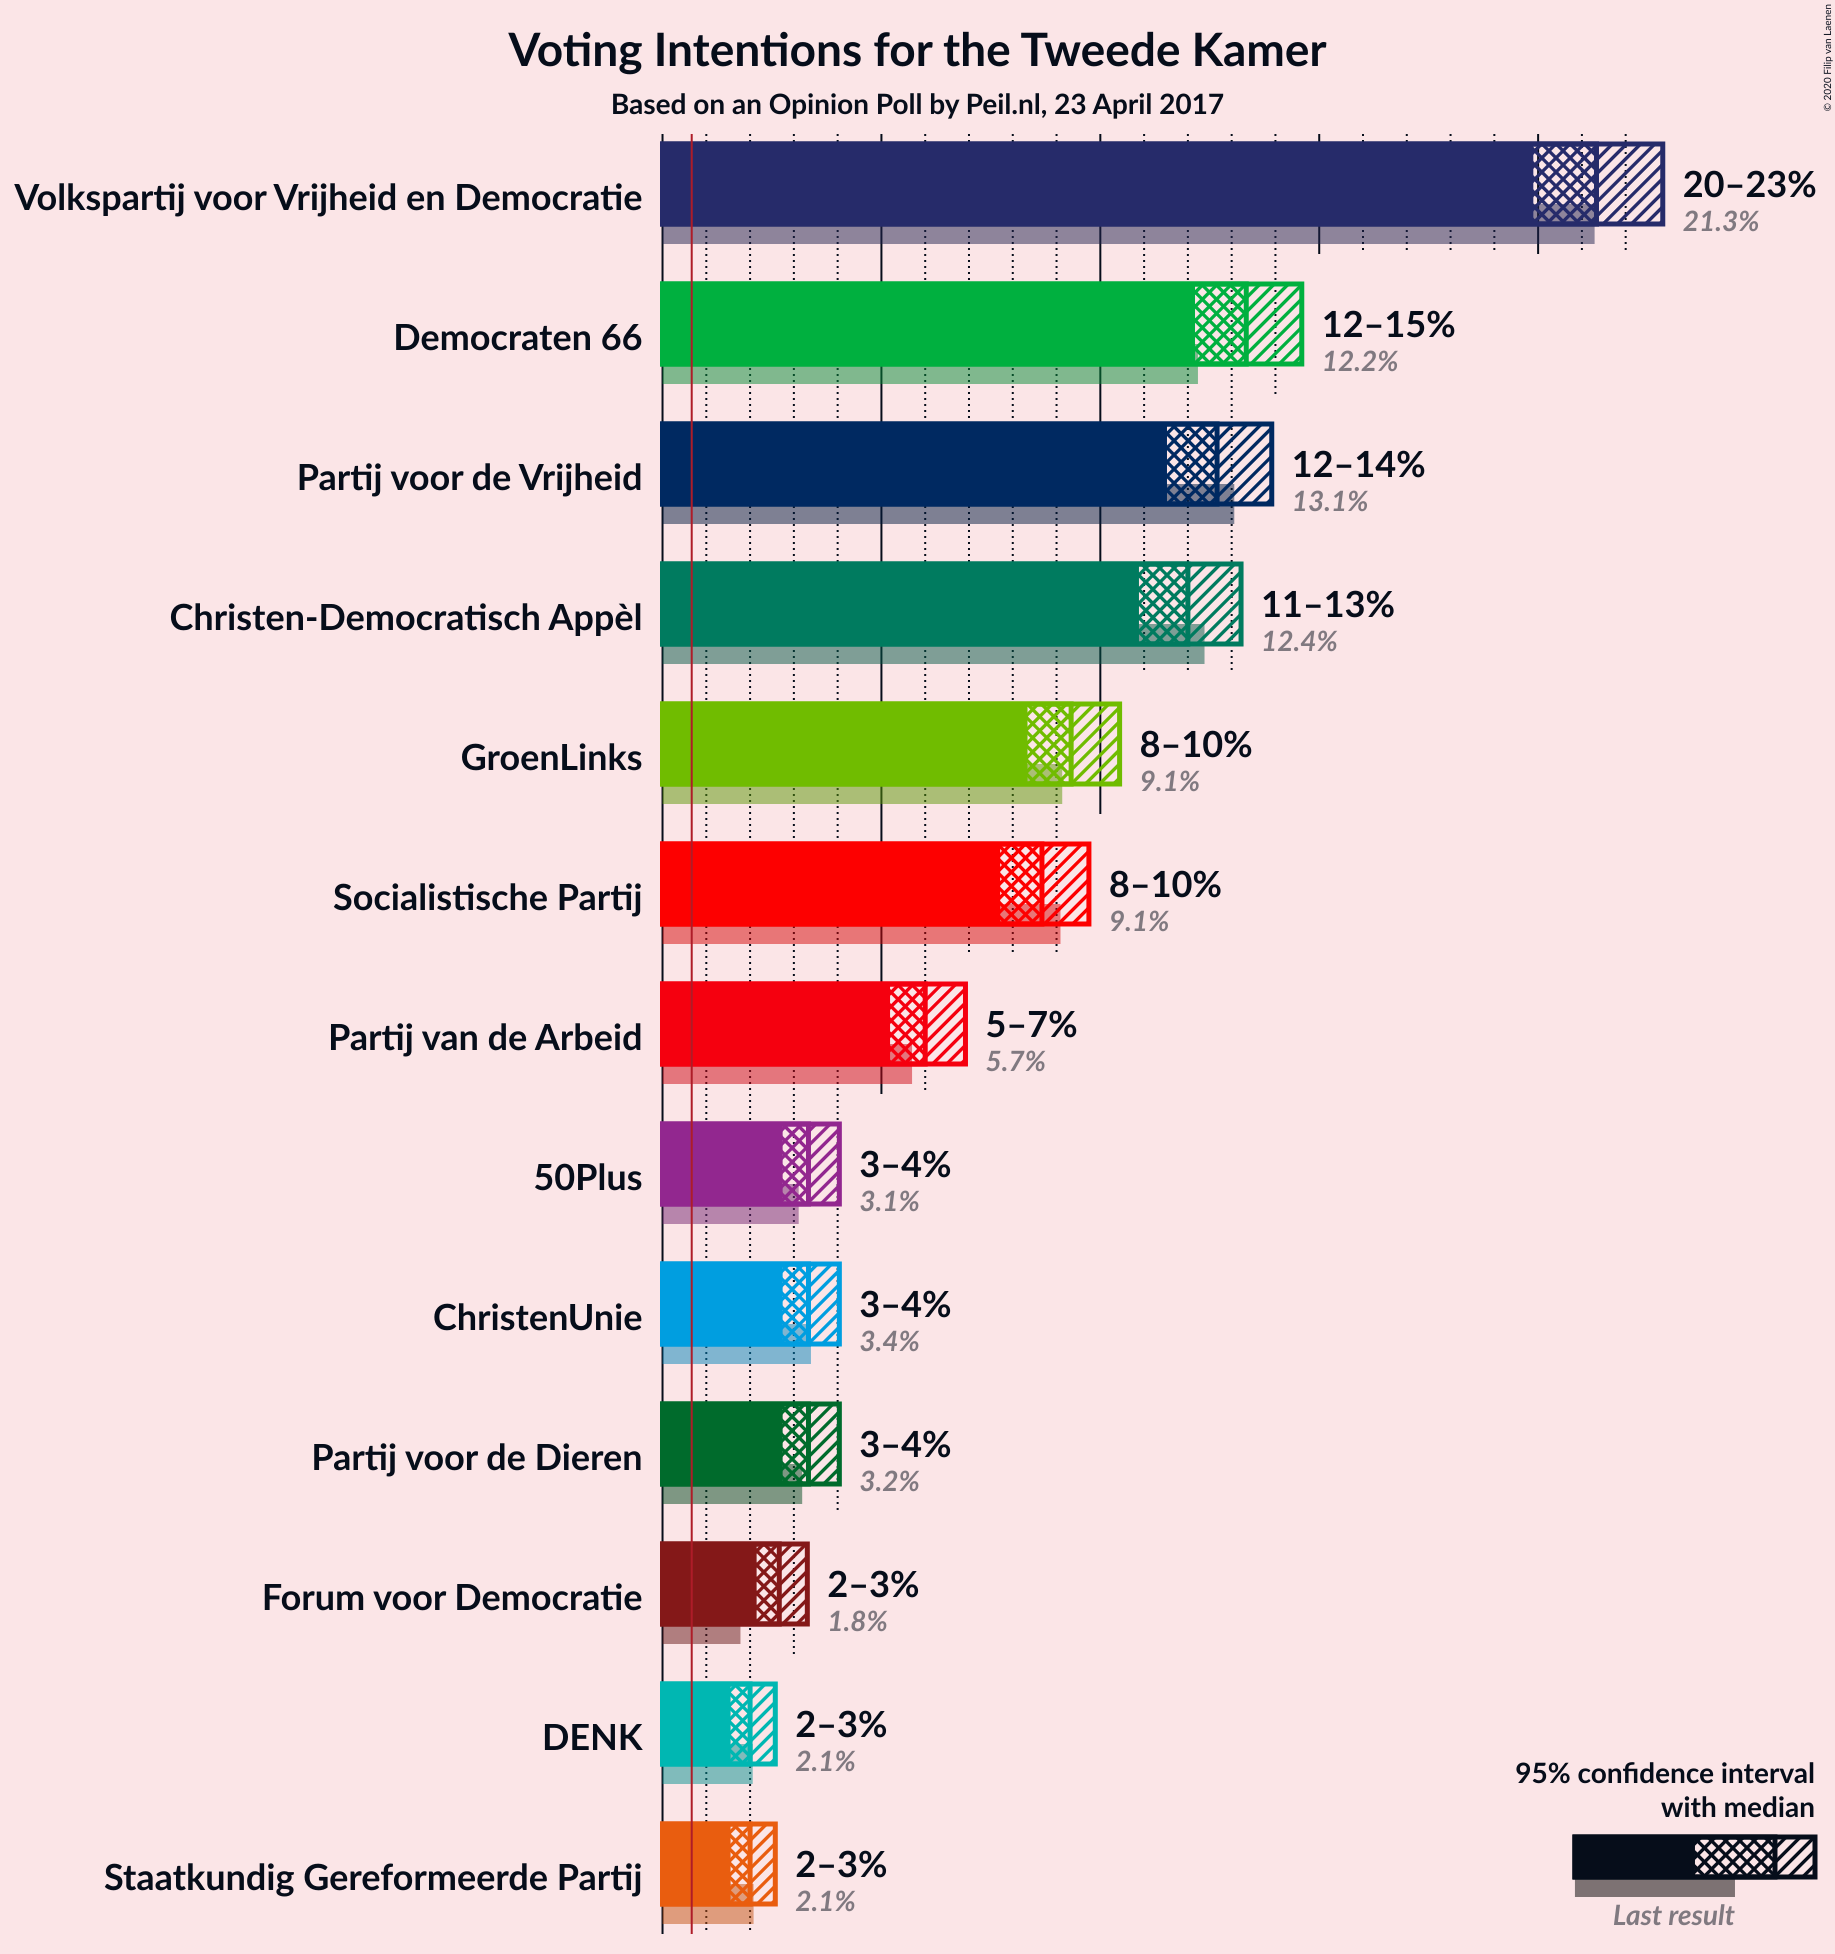 Voting Intentions for the Tweede Kamer
Based on an Opinion Poll by Peil.nl, 23 April 2017
© 2020 Filip van Laenen
Volkspartij voor Vrijheid en Democratie
20–23%
21.3%
Democraten 66
12–15%
12.2%
Partij voor de Vrijheid
12–14%
13.1%
Christen-Democratisch Appèl
11–13%
12.4%
GroenLinks
8–10%
9.1%
Socialistische Partij
8–10%
9.1%
Partij van de Arbeid
5–7%
5.7%
50Plus
3–4%
3.1%
ChristenUnie
3–4%
3.4%
Partij voor de Dieren
3–4%
3.2%
Forum voor Democratie
2–3%
1.8%
DENK
2–3%
2.1%
Staatkundig Gereformeerde Partij
2–3%
2.1%
95% confidence interval
with median
Last result